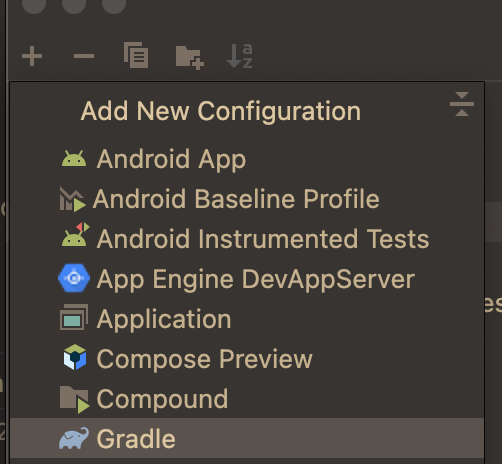 Add New Configuration
Android App
Android Baseline Profile
Android Instrumented Tests
App Engine DevAppServer
Application
Compose Preview
Compound
Gradle